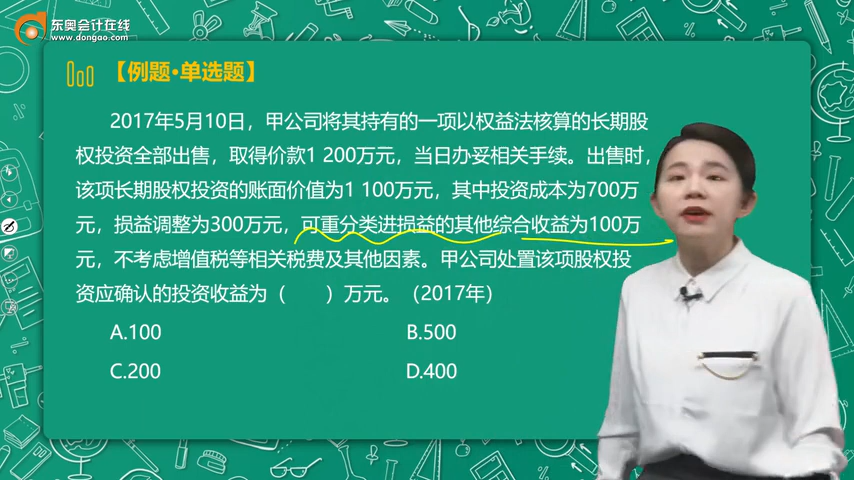 东奥会计在线
www.dongao.com
【例题·单选题】
2017年5月10日，甲公司将其持有的一项以权益法核算的长期股
权投资全部出售，取得价款1 200万元，当日办妥相关手续。出售时，
该项长期股权投资的账面价值为1 100万元，其中投资成本为700万
元，损益调整为300万元，可重分类进损益的其他综合收益为100万
元，不考虑增值税等相关税费及其他因素。甲公司处置该项股权投
资应确认的投资收益为（　　）万元。（2017年）
A.100 B.500
C.200 D.400